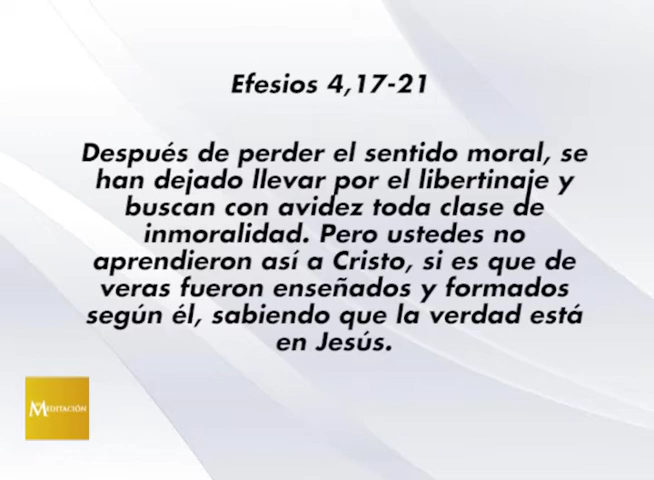 Efesios 4,17-21
Después de perder el sentido moral, se
han dejado llevar por el libertinaje y
buscan con avidez toda clase de
inmoralidad. Pero ustedes no
aprendieron así a Cristo, si es que de
veras fueron enseñados y formados
según él, sabiendo que la verdad está
en Jesús.
MEDITACIÓN